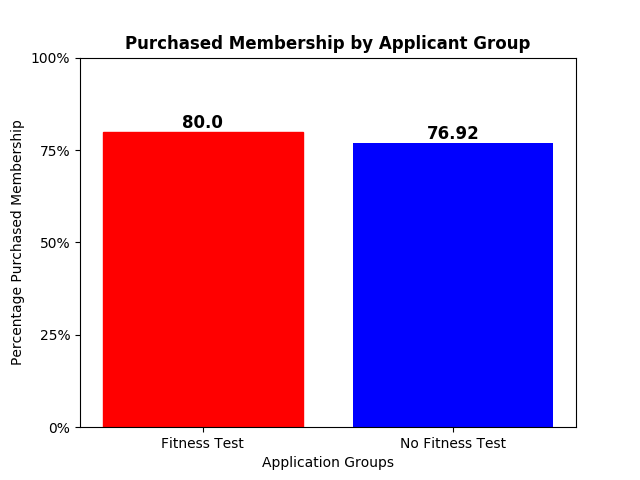 Purchased Membership by Applicant Group
100%
75%
50%
25%
0%
Percentage Purchased Membership
80.0
76.92
Fitness Test
No Fitness Test
Application Groups